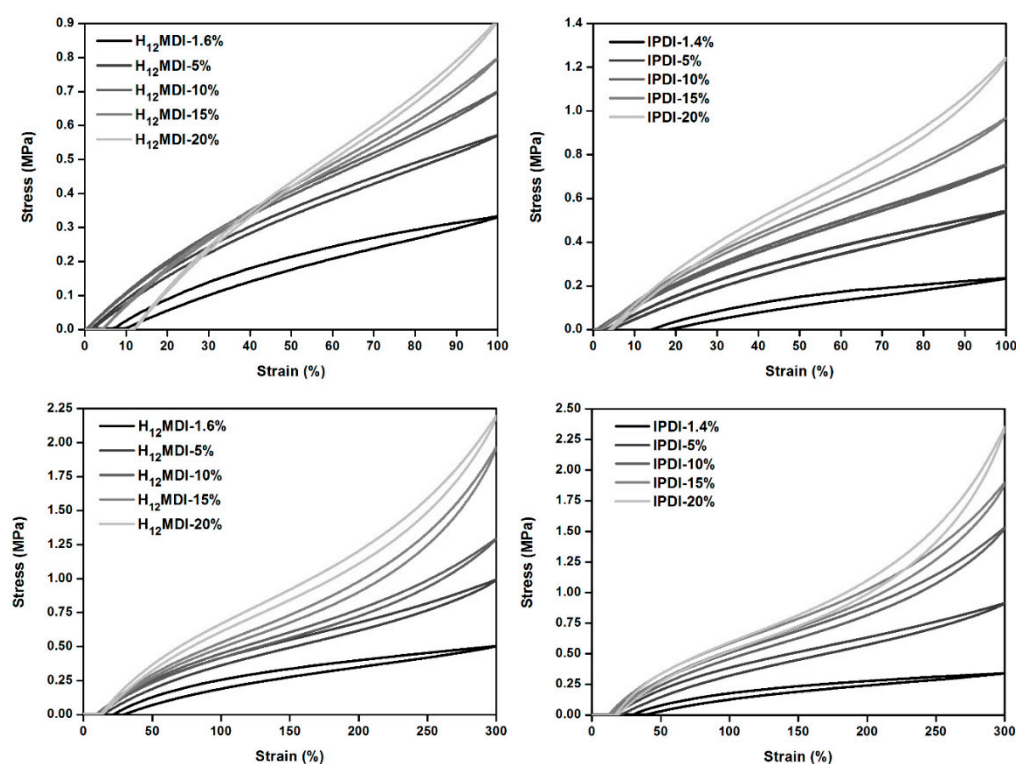 0.9
0.8
0.7
0.6
0.5
0.4
0.3
0.2
0.1
0.0
Stress (MPa)
H₁₂MDI-1.6%
H₁₂MDI-5%
H₁₂MDI-10%
H₁₂MDI-15%
H₁₂MDI-20%
0 10 20 30 40 50 60 70 80 90 100
Strain (%)
1.4
1.2
1.0
0.8
0.6
0.4
0.2
0.0
Stress (MPa)
IPDI-1.4%
IPDI-5%
IPDI-10%
IPDI-15%
IPDI-20%
0 10 20 30 40 50 60 70 80 90 100
Strain (%)
2.25
2.00
1.75
1.50
1.25
1.00
0.75
0.50
0.25
0.00
Stress (MPa)
H₁₂MDI-1.6%
H₁₂MDI-5%
H₁₂MDI-10%
H₁₂MDI-15%
H₁₂MDI-20%
0 50 100 150 200 250 300
Strain (%)
2.50
2.25
2.00
1.75
1.50
1.25
1.00
0.75
0.50
0.25
0.00
Stress (MPa)
IPDI-1.4%
IPDI-5%
IPDI-10%
IPDI-15%
IPDI-20%
0 50 100 150 200 250 300
Strain (%)